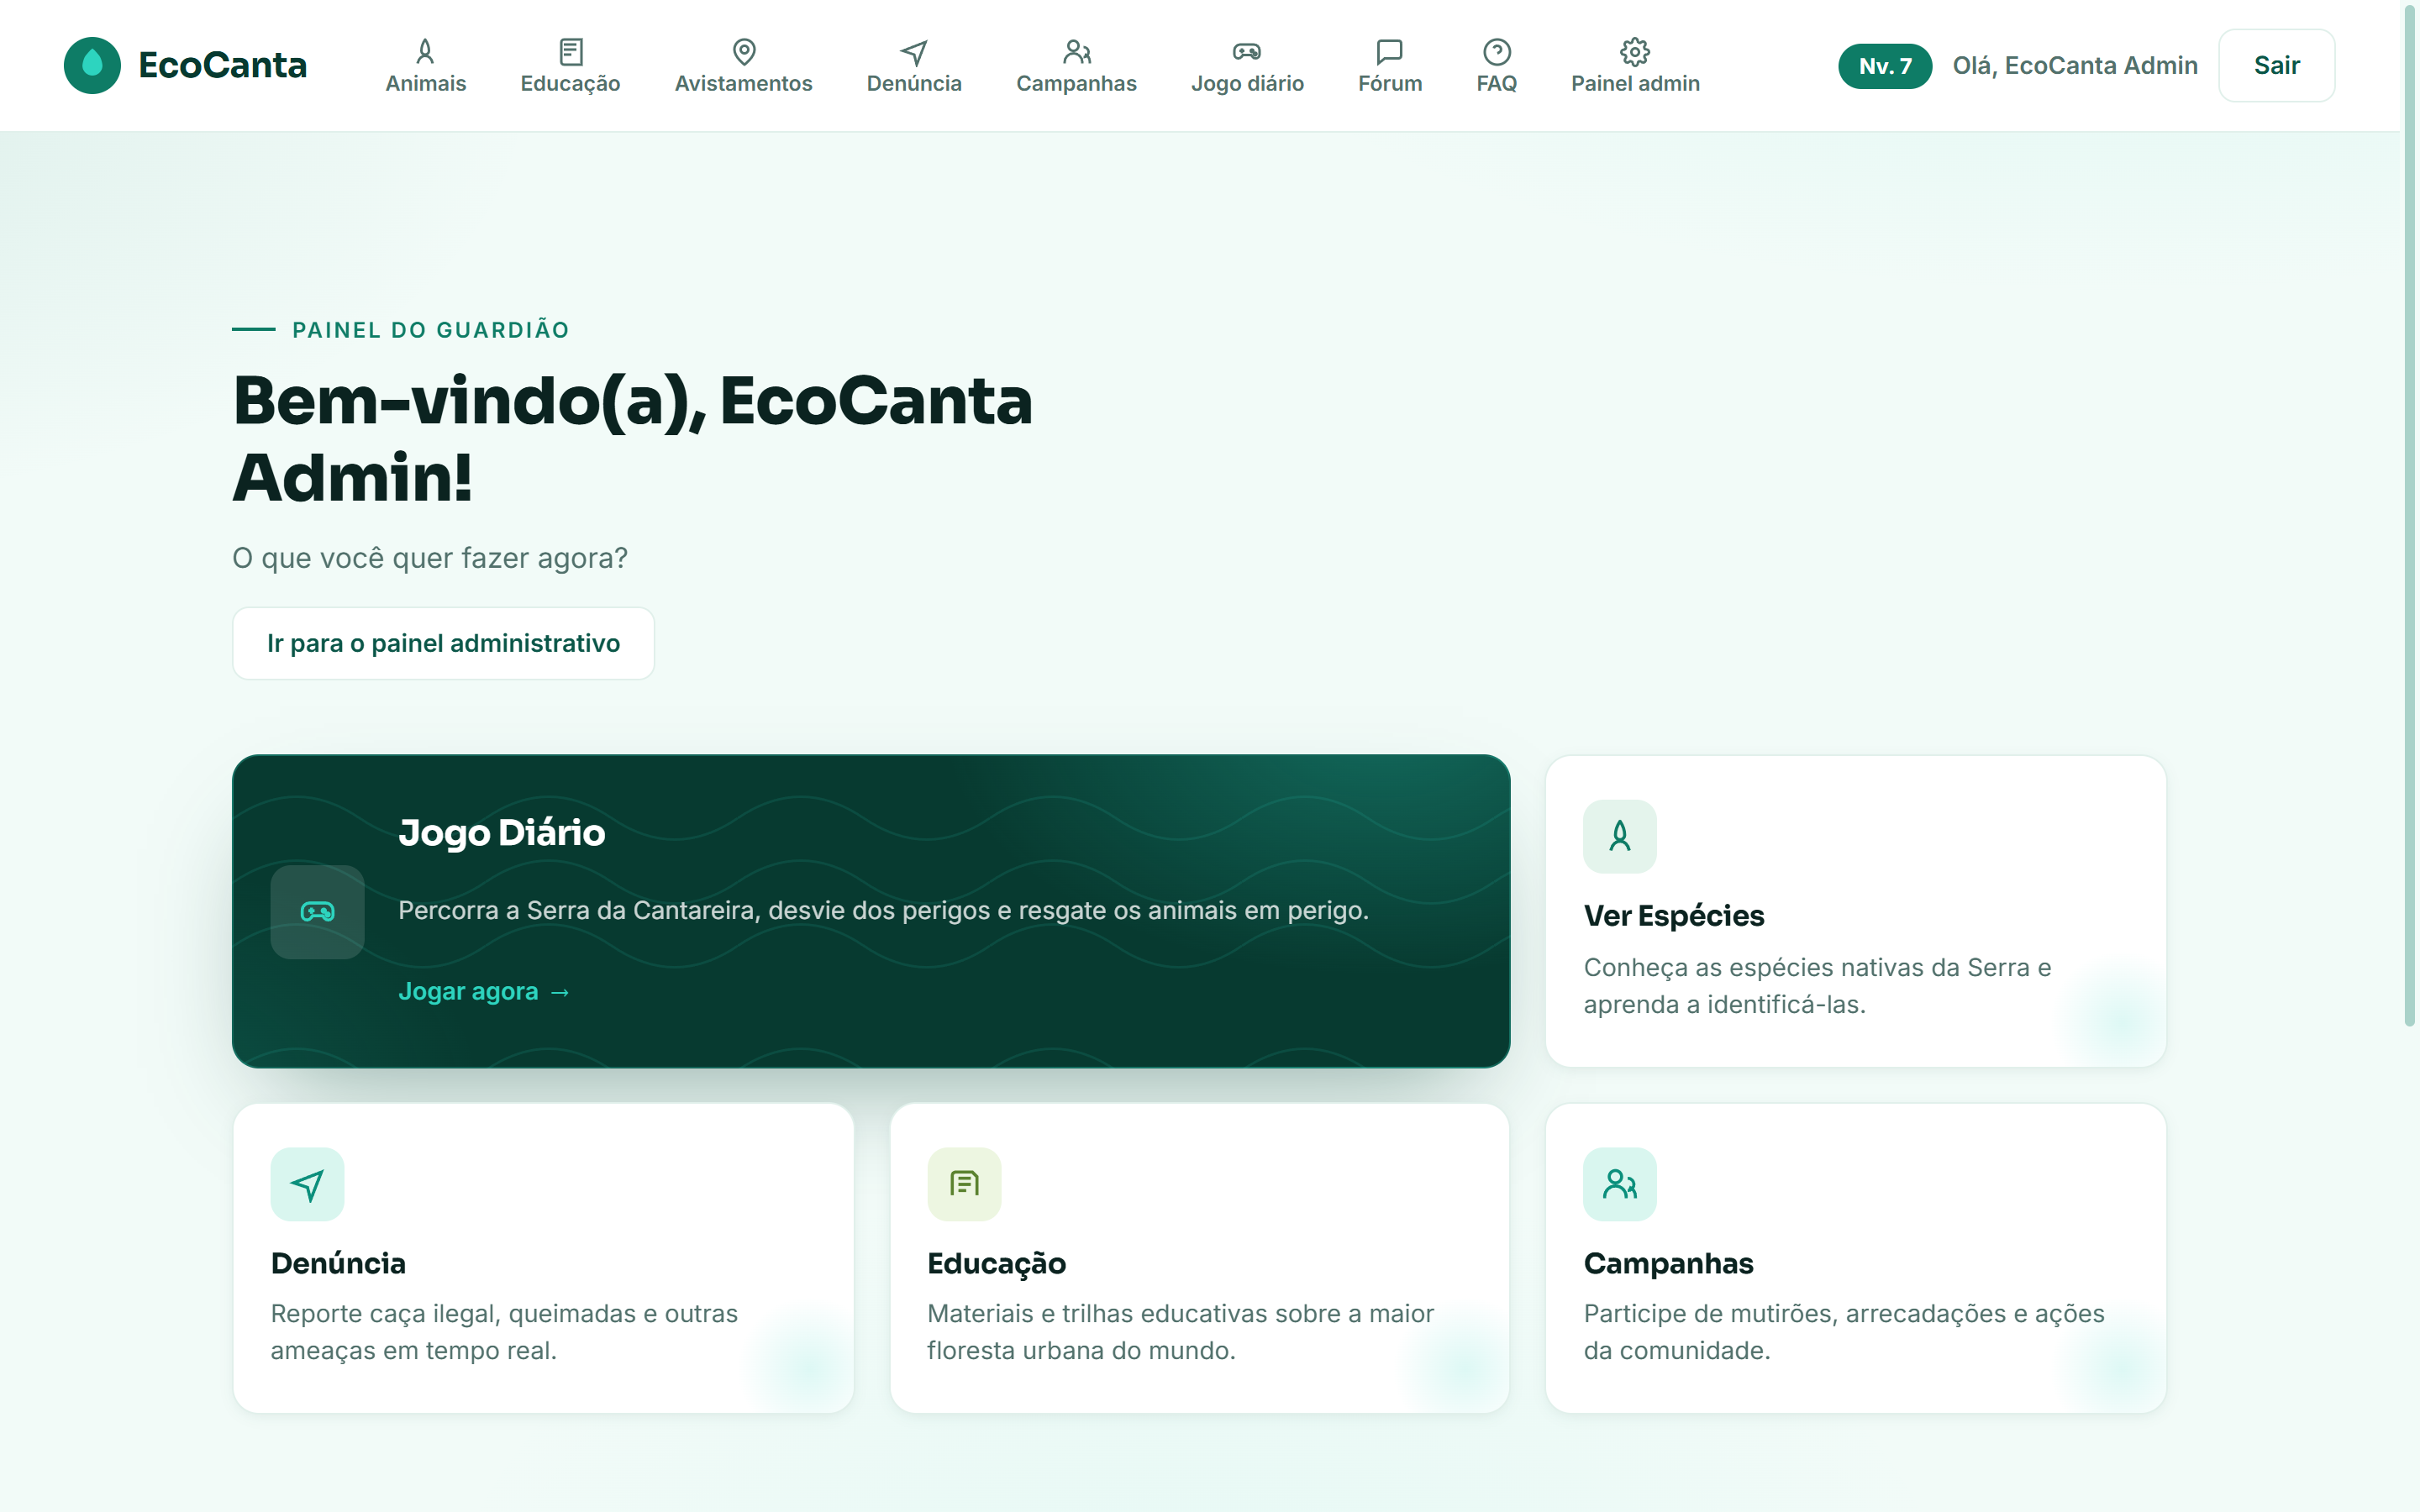 EcoCanta
Animais
Educação
Avistamentos
Denúncia
Campanhas
Jogo diário
Fórum
FAQ
Painel admin
Nv. 7
Olá, EcoCanta Admin
Sair
PAINEL DO GUARDIÃO
Bem-vindo(a), EcoCanta
Admin!
O que você quer fazer agora?
Ir para o painel administrativo
Jogo Diário
Percorra a Serra da Cantareira, desvie dos perigos e resgate os animais em perigo.
Jogar agora →
Ver Espécies
Conheça as espécies nativas da Serra e
aprenda a identificá-las.
Denúncia
Reporte caça ilegal, queimadas e outras
ameaças em tempo real.
Educação
Materiais e trilhas educativas sobre a maior
floresta urbana do mundo.
Campanhas
Participe de mutirões, arrecadações e ações
da comunidade.